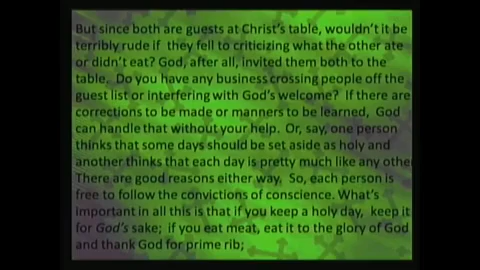 But since both are guests at Christ's table, wouldn't it be
terribly rude if  they fell to criticizing what the other ate
or didn't eat? God, after all, invited them both to the
table.  Do you have any business crossing people off the
guest list or interfering with God's welcome?  If there are
corrections to be made or manners to be learned,  God
can handle that without your help.  Or, say, one person
thinks that some days should be set aside as holy and
another thinks that each day is pretty much like any other
There are good reasons either way.  So, each person is
free to follow the convictions of conscience. What's
Important in all this is that if you keep a holy day,  keep it
for God's sake;  if you eat meat, eat it to the glory of God
and thank God for prime rib;